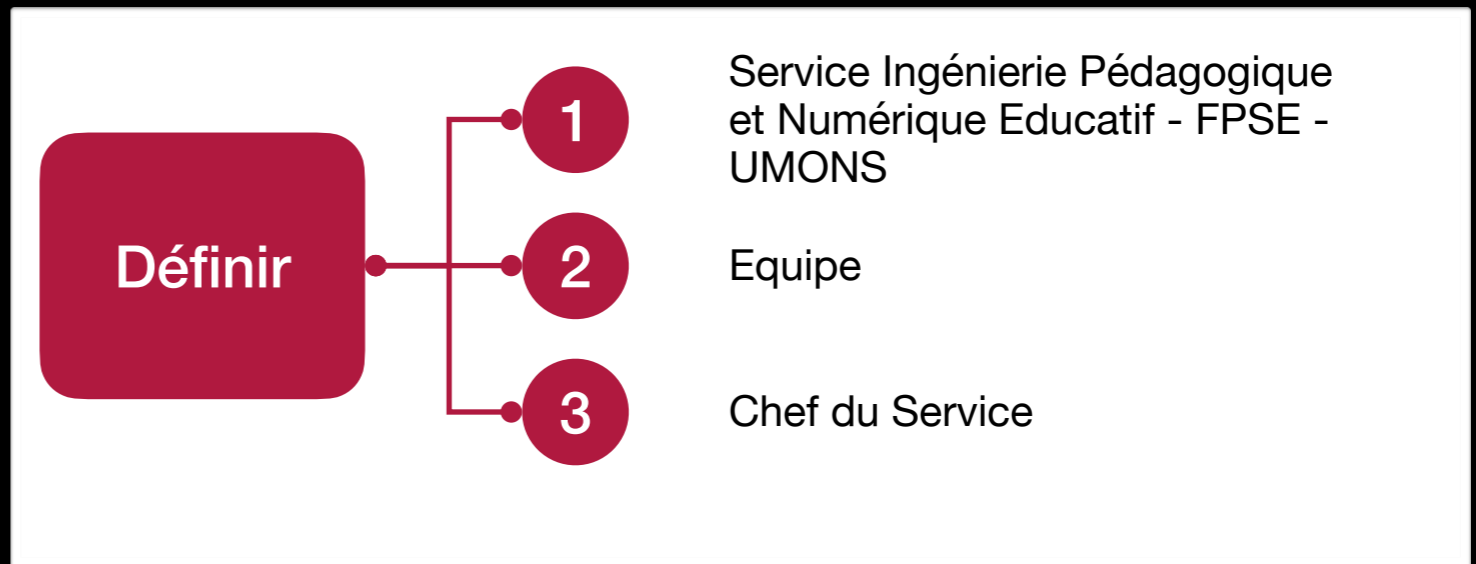 Définir
1
Service Ingénierie Pédagogique
et Numérique Educatif - FPSE -
UMONS
2
Equipe
3
Chef du Service